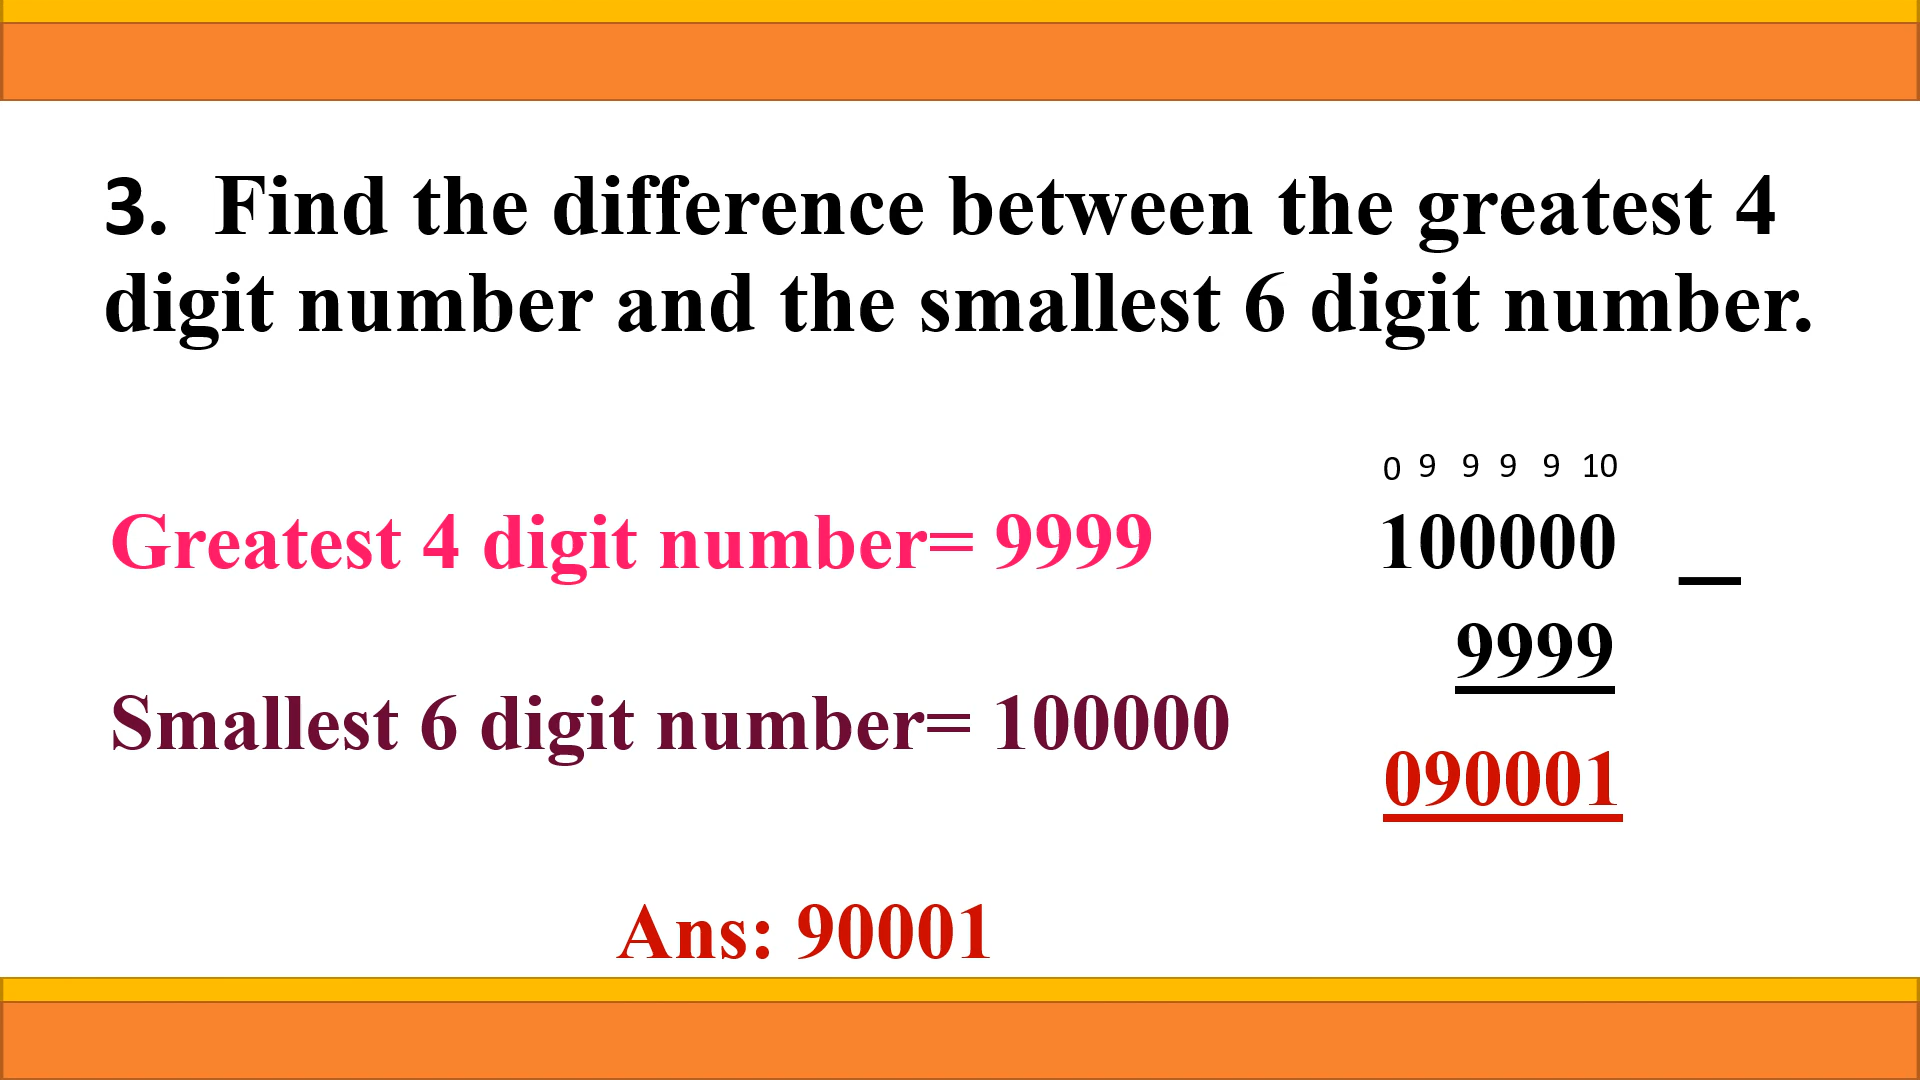 3. Find the difference between the greatest 4
digit number and the smallest 6 digit number.
0 9 9 9 9 10
Greatest 4 digit number= 9999
100000 _
9999
Smallest 6 digit number= 100000
090001
Ans: 90001